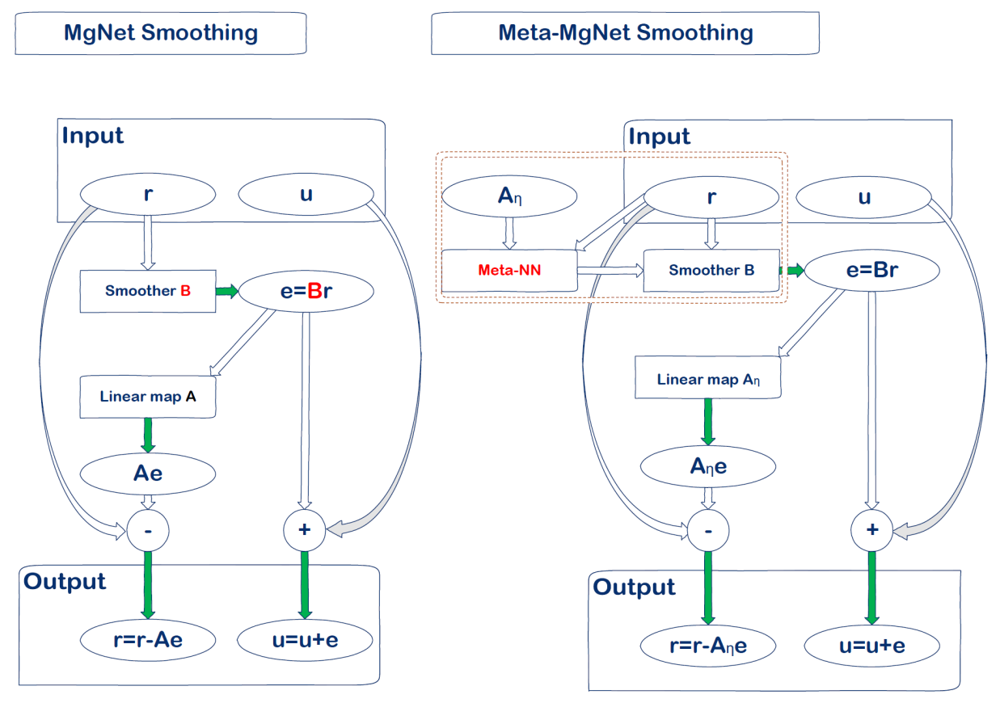 MgNet Smoothing
Input
r
u
Smoother B
e=Br
Linear map A
Ae
-
+
Output
r=r-Ae
u=u+e
Meta-MgNet Smoothing
Input
Aη
r
u
Meta-NN
Smoother B
e=Br
Linear map Aη
Aηe
-
+
Output
r=r-Aηe
u=u+e